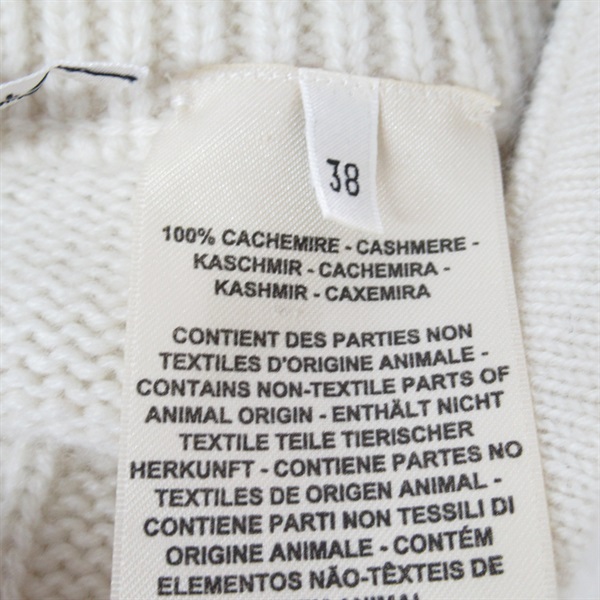 38
100% CACHEMIRE - CASHMERE -
KASCHMIR - CACHEMIRA -
KASHMIR - CAXEMIRA
CONTIENT DES PARTIES NON
TEXTILES D'ORIGINE ANIMALE -
CONTAINS NON-TEXTILE PARTS OF
ANIMAL ORIGIN - ENTHÄLT NICHT
TEXTILE TEILE TIERISCHER
HERKUNFT - CONTIENE PARTES NO
TEXTILES DE ORIGEN ANIMAL -
CONTIENE PARTI NON TESSILI DI
ORIGINE ANIMALE - CONTÉM
ELEMENTOS NÃO-TÊXTEIS DE